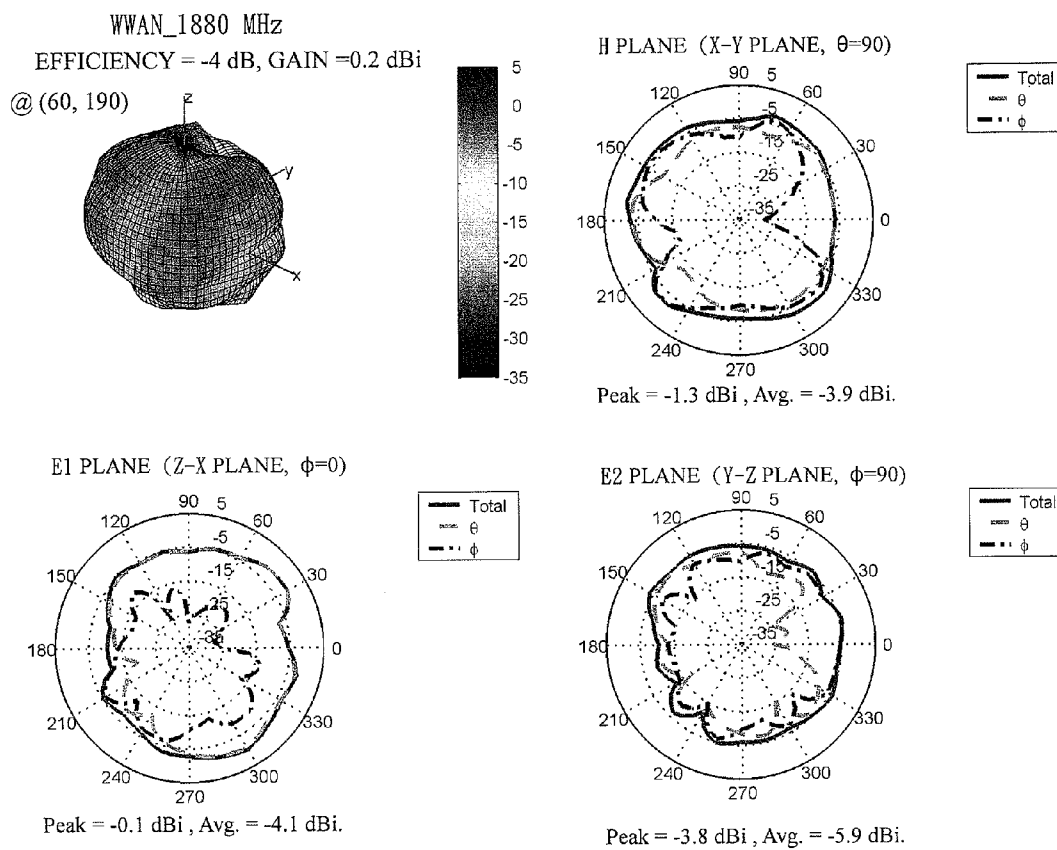 WWAN_1880 MHz
EFFICIENCY = -4 dB, GAIN =0.2 dBi
@ (60, 190)
z
y
x
5
0
-5
-10
-15
-20
-25
-30
-35
H PLANE (X-Y PLANE, θ=90)
90
5
120
60
-5
150
-15
30
-25
-35
180
0
210
330
240
300
270
Total
θ
ϕ
Peak = -1.3 dBi , Avg. = -3.9 dBi.
E1 PLANE (Z-X PLANE, ϕ=0)
90
5
120
60
-5
150
-15
30
-25
-35
180
0
210
330
240
300
270
Total
θ
ϕ
Peak = -0.1 dBi , Avg. = -4.1 dBi.
E2 PLANE (Y-Z PLANE, ϕ=90)
90
5
120
60
-5
150
-15
30
-25
-35
180
0
210
330
240
300
270
Total
θ
ϕ
Peak = -3.8 dBi , Avg. = -5.9 dBi.